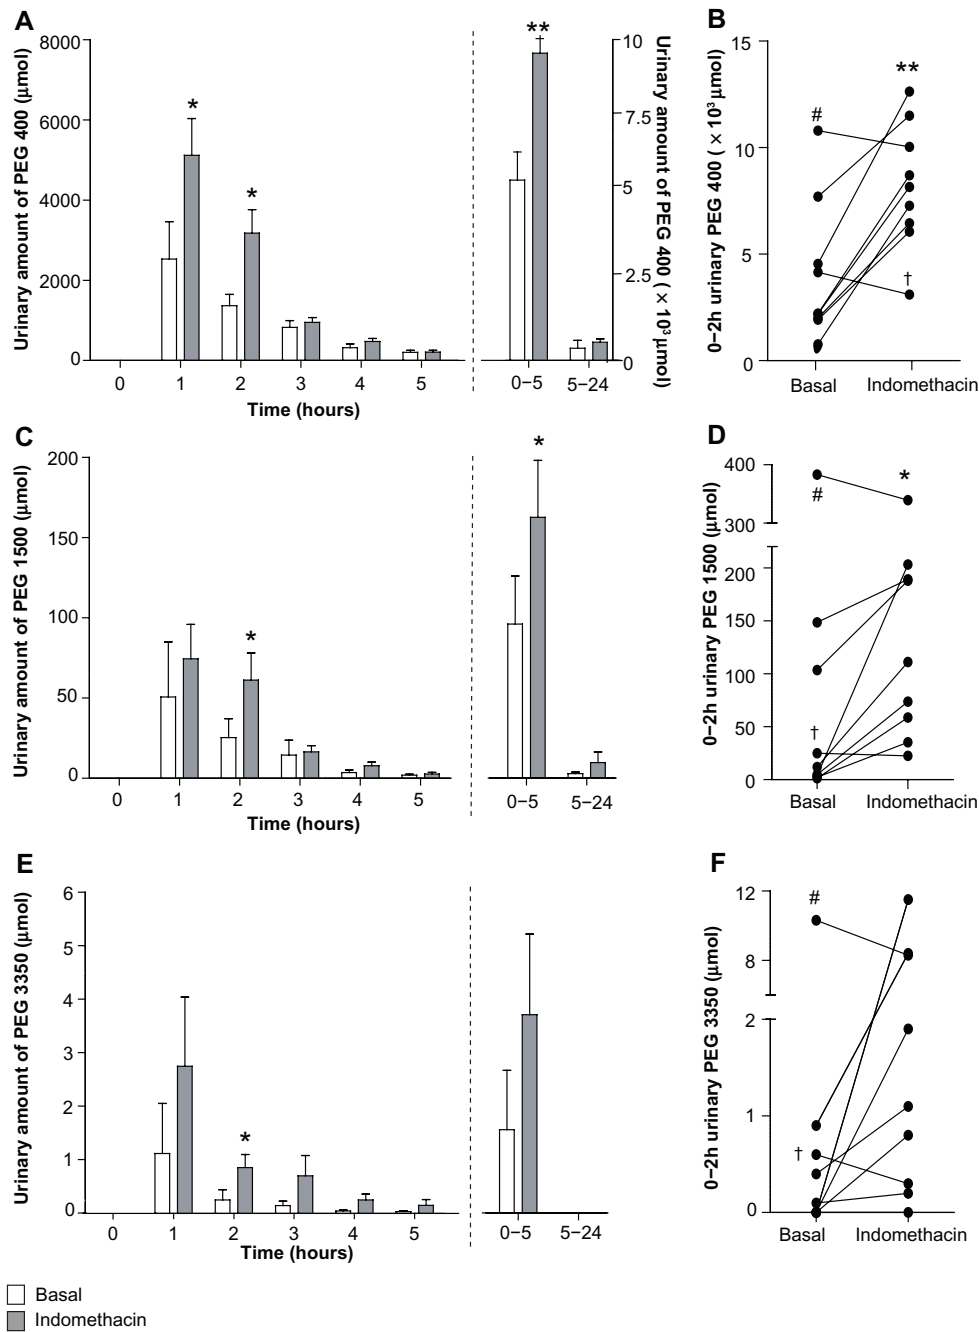 A
Urinary amount of PEG 400 (μmol)
8000
6000
4000
2000
0
*
*
**
10
7.5
5
2.5
0
Urinary amount of PEG 400 (× 10³ μmol)
0 1 2 3 4 5 0–5 5–24
Time (hours)
B
0–2h urinary PEG 400 (× 10³ μmol)
15
10
5
0
#
**
†
Basal Indomethacin
C
Urinary amount of PEG 1500 (μmol)
200
150
100
50
0
*
*
0 1 2 3 4 5 0–5 5–24
Time (hours)
D
0–2h urinary PEG 1500 (μmol)
400
300
200
150
100
50
0
#
*
†
Basal Indomethacin
E
Urinary amount of PEG 3350 (μmol)
6
5
4
3
2
1
0
*
0 1 2 3 4 5 0–5 5–24
Time (hours)
F
0–2h urinary PEG 3350 (μmol)
12
8
2
1
0
#
†
Basal Indomethacin
Basal
Indomethacin